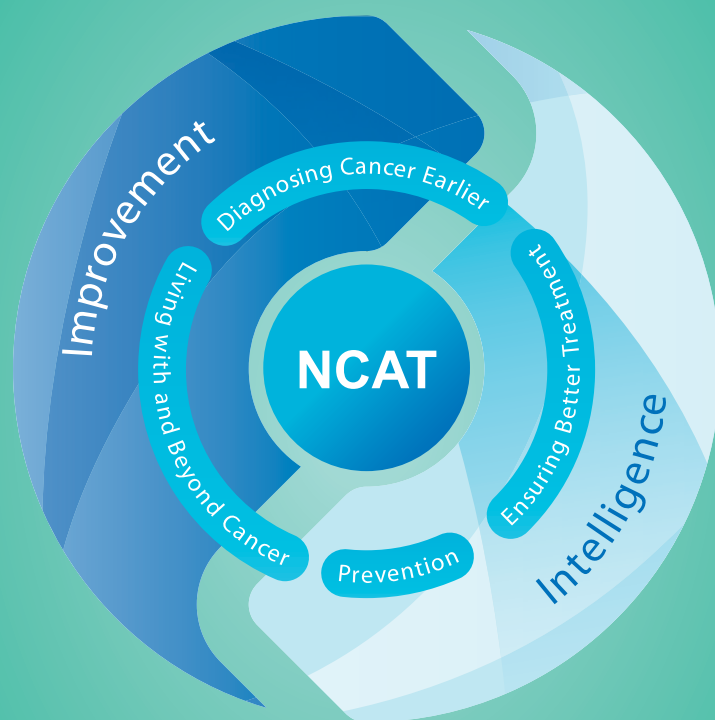 Improvement
Diagnosing Cancer Earlier
Living with and Beyond Cancer
NCAT
Ensuring Better Treatment
Prevention
Intelligence